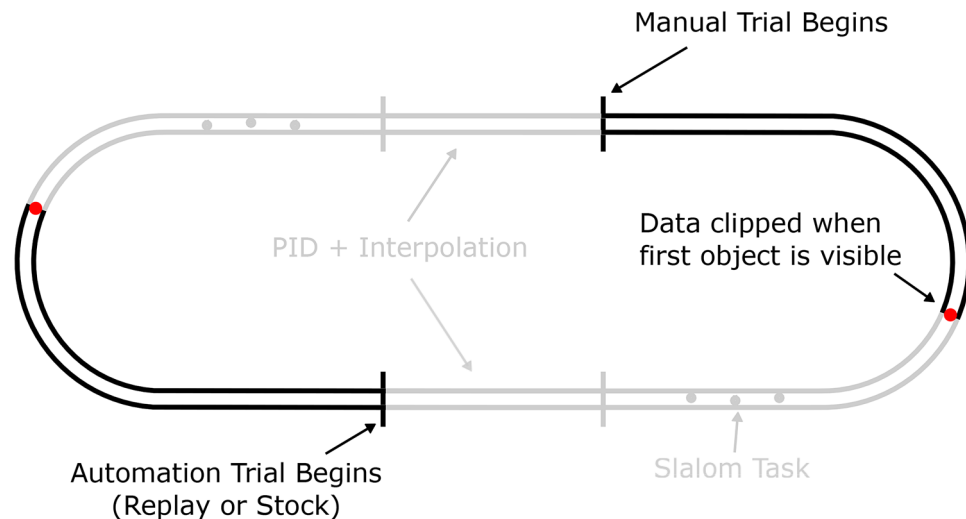 Manual Trial Begins
Data clipped when
first object is visible
PID + Interpolation
Automation Trial Begins
(Replay or Stock)
Slalom Task